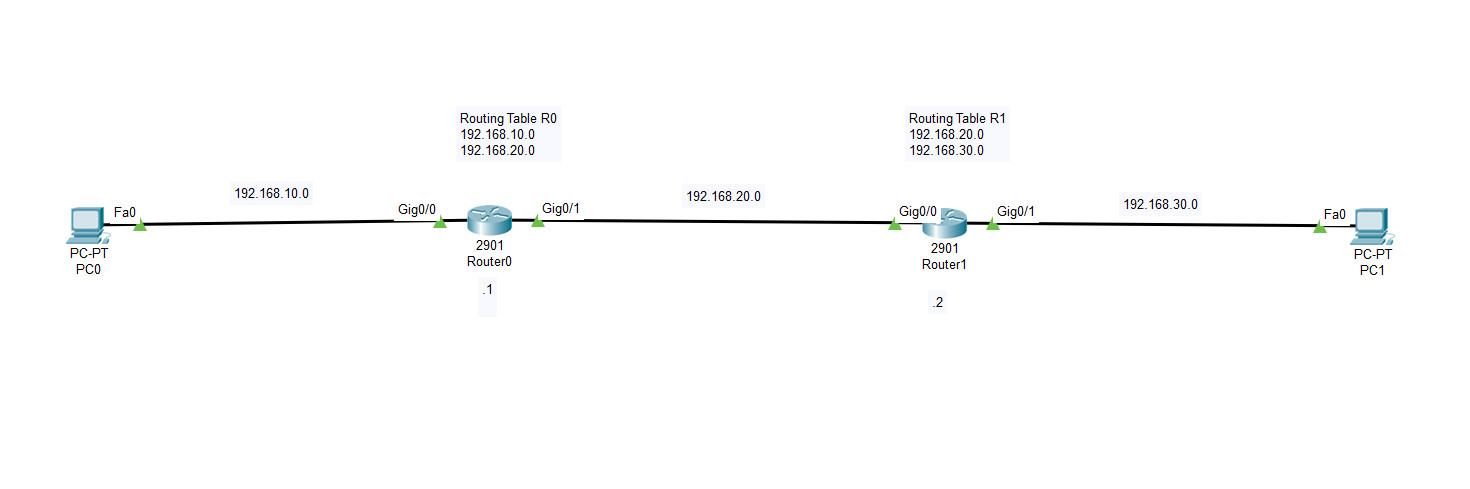 Routing Table R0
192.168.10.0
192.168.20.0
Routing Table R1
192.168.20.0
192.168.30.0
192.168.10.0
192.168.20.0
192.168.30.0
Fa0
Gig0/0
Gig0/1
Gig0/0
Gig0/1
Fa0
PC-PT
PC0
2901
Router0
2901
Router1
PC-PT
PC1
.1
.2